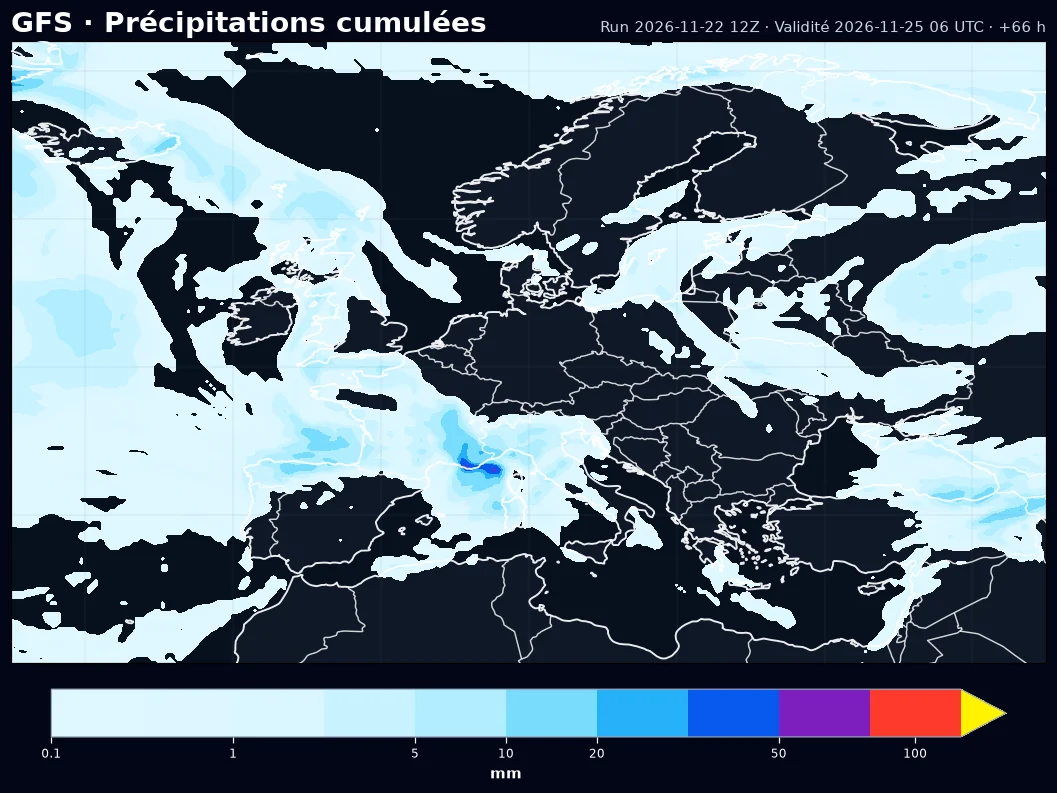 GFS · Précipitations cumulées
Run 2026-11-22 12Z · Validité 2026-11-25 06 UTC · +66 h
0.1 1 5 10 20 50 100
mm